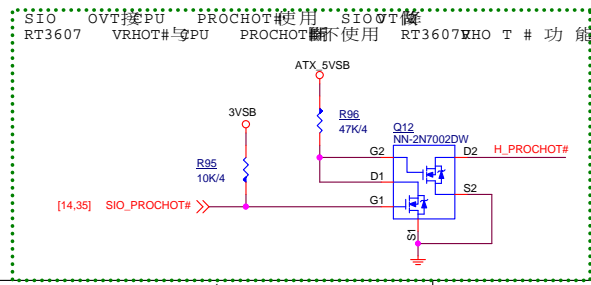 SIO OVT接CPU PROCHOT#使用 SIO OVT
RT3607 VRHOT#与CPU PROCHOT#不使用 RT3607 VRHOT#功能
ATX_5VSB
3VSB
R96
47K/4
Q12
NN-2N7002DW
G2
D2
H_PROCHOT#
R95
10K/4
D1
S2
[14,35] SIO_PROCHOT#
G1
S1